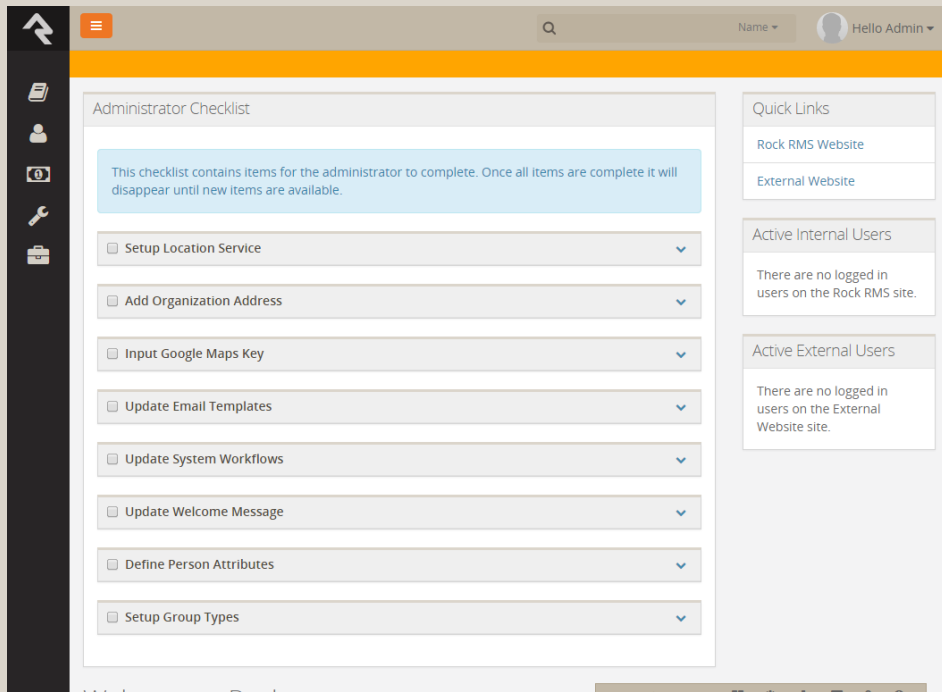 Name
Hello Admin
Administrator Checklist
This checklist contains items for the administrator to complete. Once all items are complete it will
disappear until new items are available.
Setup Location Service
Add Organization Address
Input Google Maps Key
Update Email Templates
Update System Workflows
Update Welcome Message
Define Person Attributes
Setup Group Types
Quick Links
Rock RMS Website
External Website
Active Internal Users
There are no logged in
users on the Rock RMS site.
Active External Users
There are no logged in
users on the External
Website site.